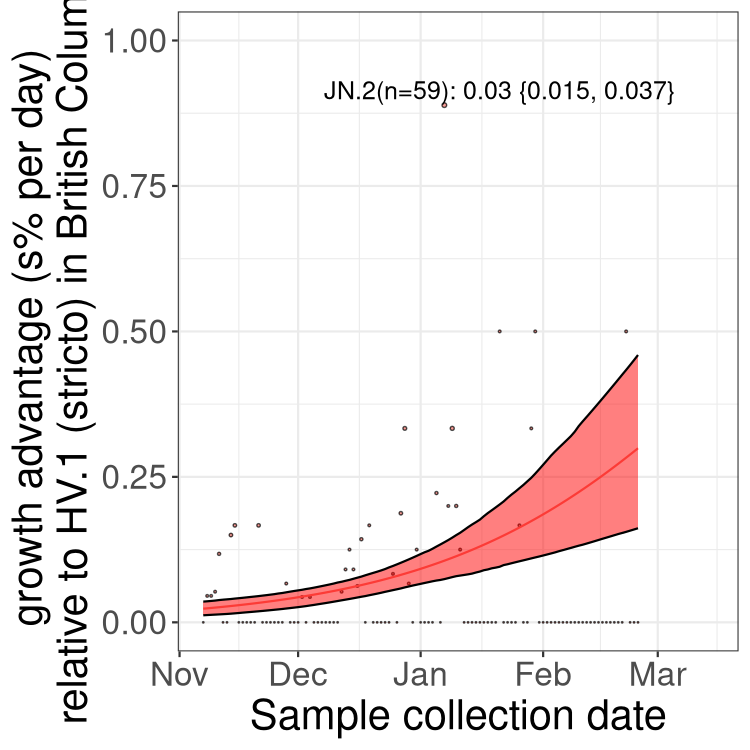 growth advantage (s% per day)
relative to HV.1 (stricto) in British Colum
1.00
0.75
0.50
0.25
0.00
JN.2(n=59): 0.03 {0.015, 0.037}
Nov Dec Jan Feb Mar
Sample collection date